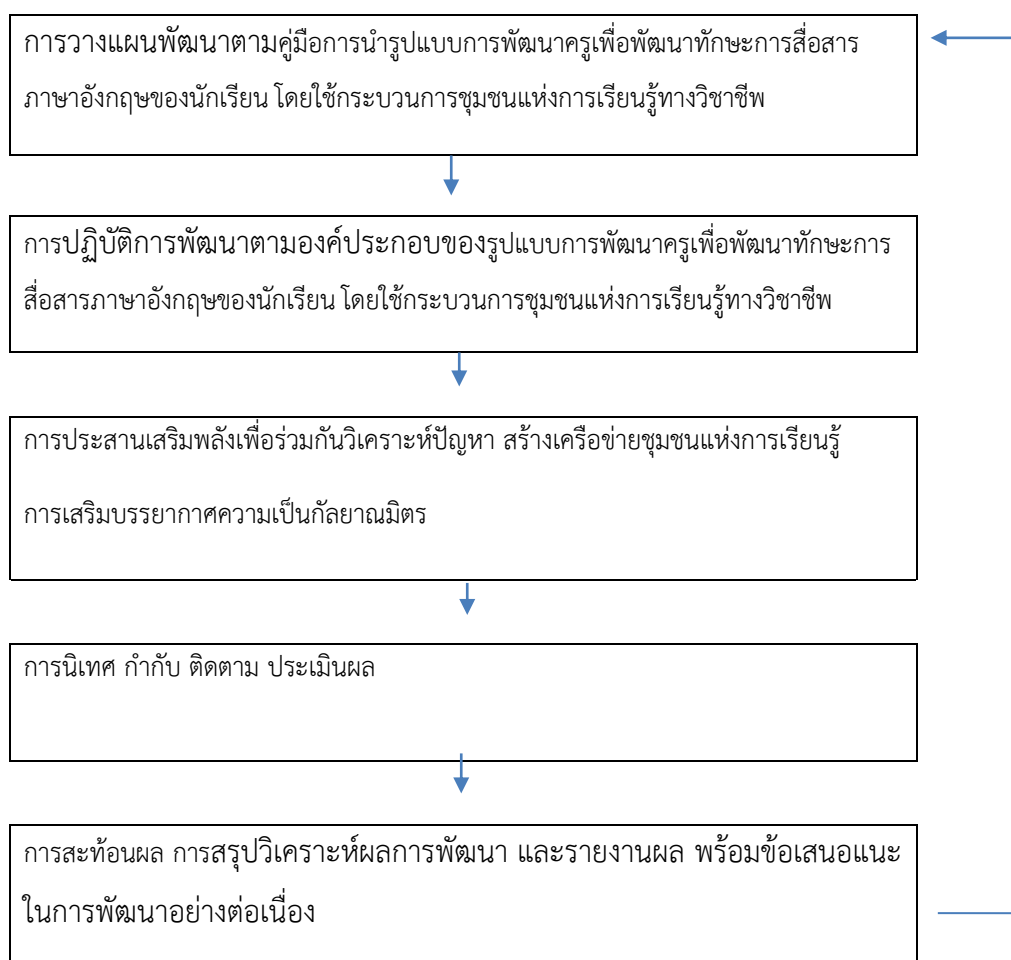 การวางแผนพัฒนาตามคู่มือการนำรูปแบบการพัฒนาครูเพื่อพัฒนาทักษะการสื่อสาร
ภาษาอังกฤษของนักเรียน โดยใช้กระบวนการชุมชนแห่งการเรียนรู้ทางวิชาชีพ
การปฏิบัติการพัฒนาตามองค์ประกอบของรูปแบบการพัฒนาครูเพื่อพัฒนาทักษะการ
สื่อสารภาษาอังกฤษของนักเรียน โดยใช้กระบวนการชุมชนแห่งการเรียนรู้ทางวิชาชีพ
การประสานเสริมพลังเพื่อร่วมกันวิเคราะห์ปัญหา สร้างเครือข่ายชุมชนแห่งการเรียนรู้
การเสริมบรรยากาศความเป็นกัลยาณมิตร
การนิเทศ กำกับ ติดตาม ประเมินผล
การสะท้อนผล การสรุปวิเคราะห์ผลการพัฒนา และรายงานผล พร้อมข้อเสนอแนะ
ในการพัฒนาอย่างต่อเนื่อง